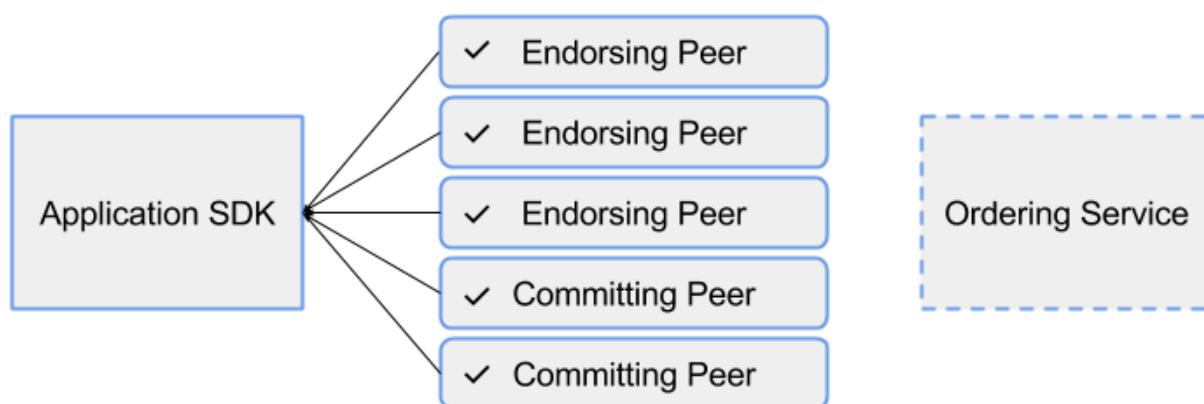 Application SDK
✓ Endorsing Peer
✓ Endorsing Peer
✓ Endorsing Peer
✓ Committing Peer
✓ Committing Peer
Ordering Service